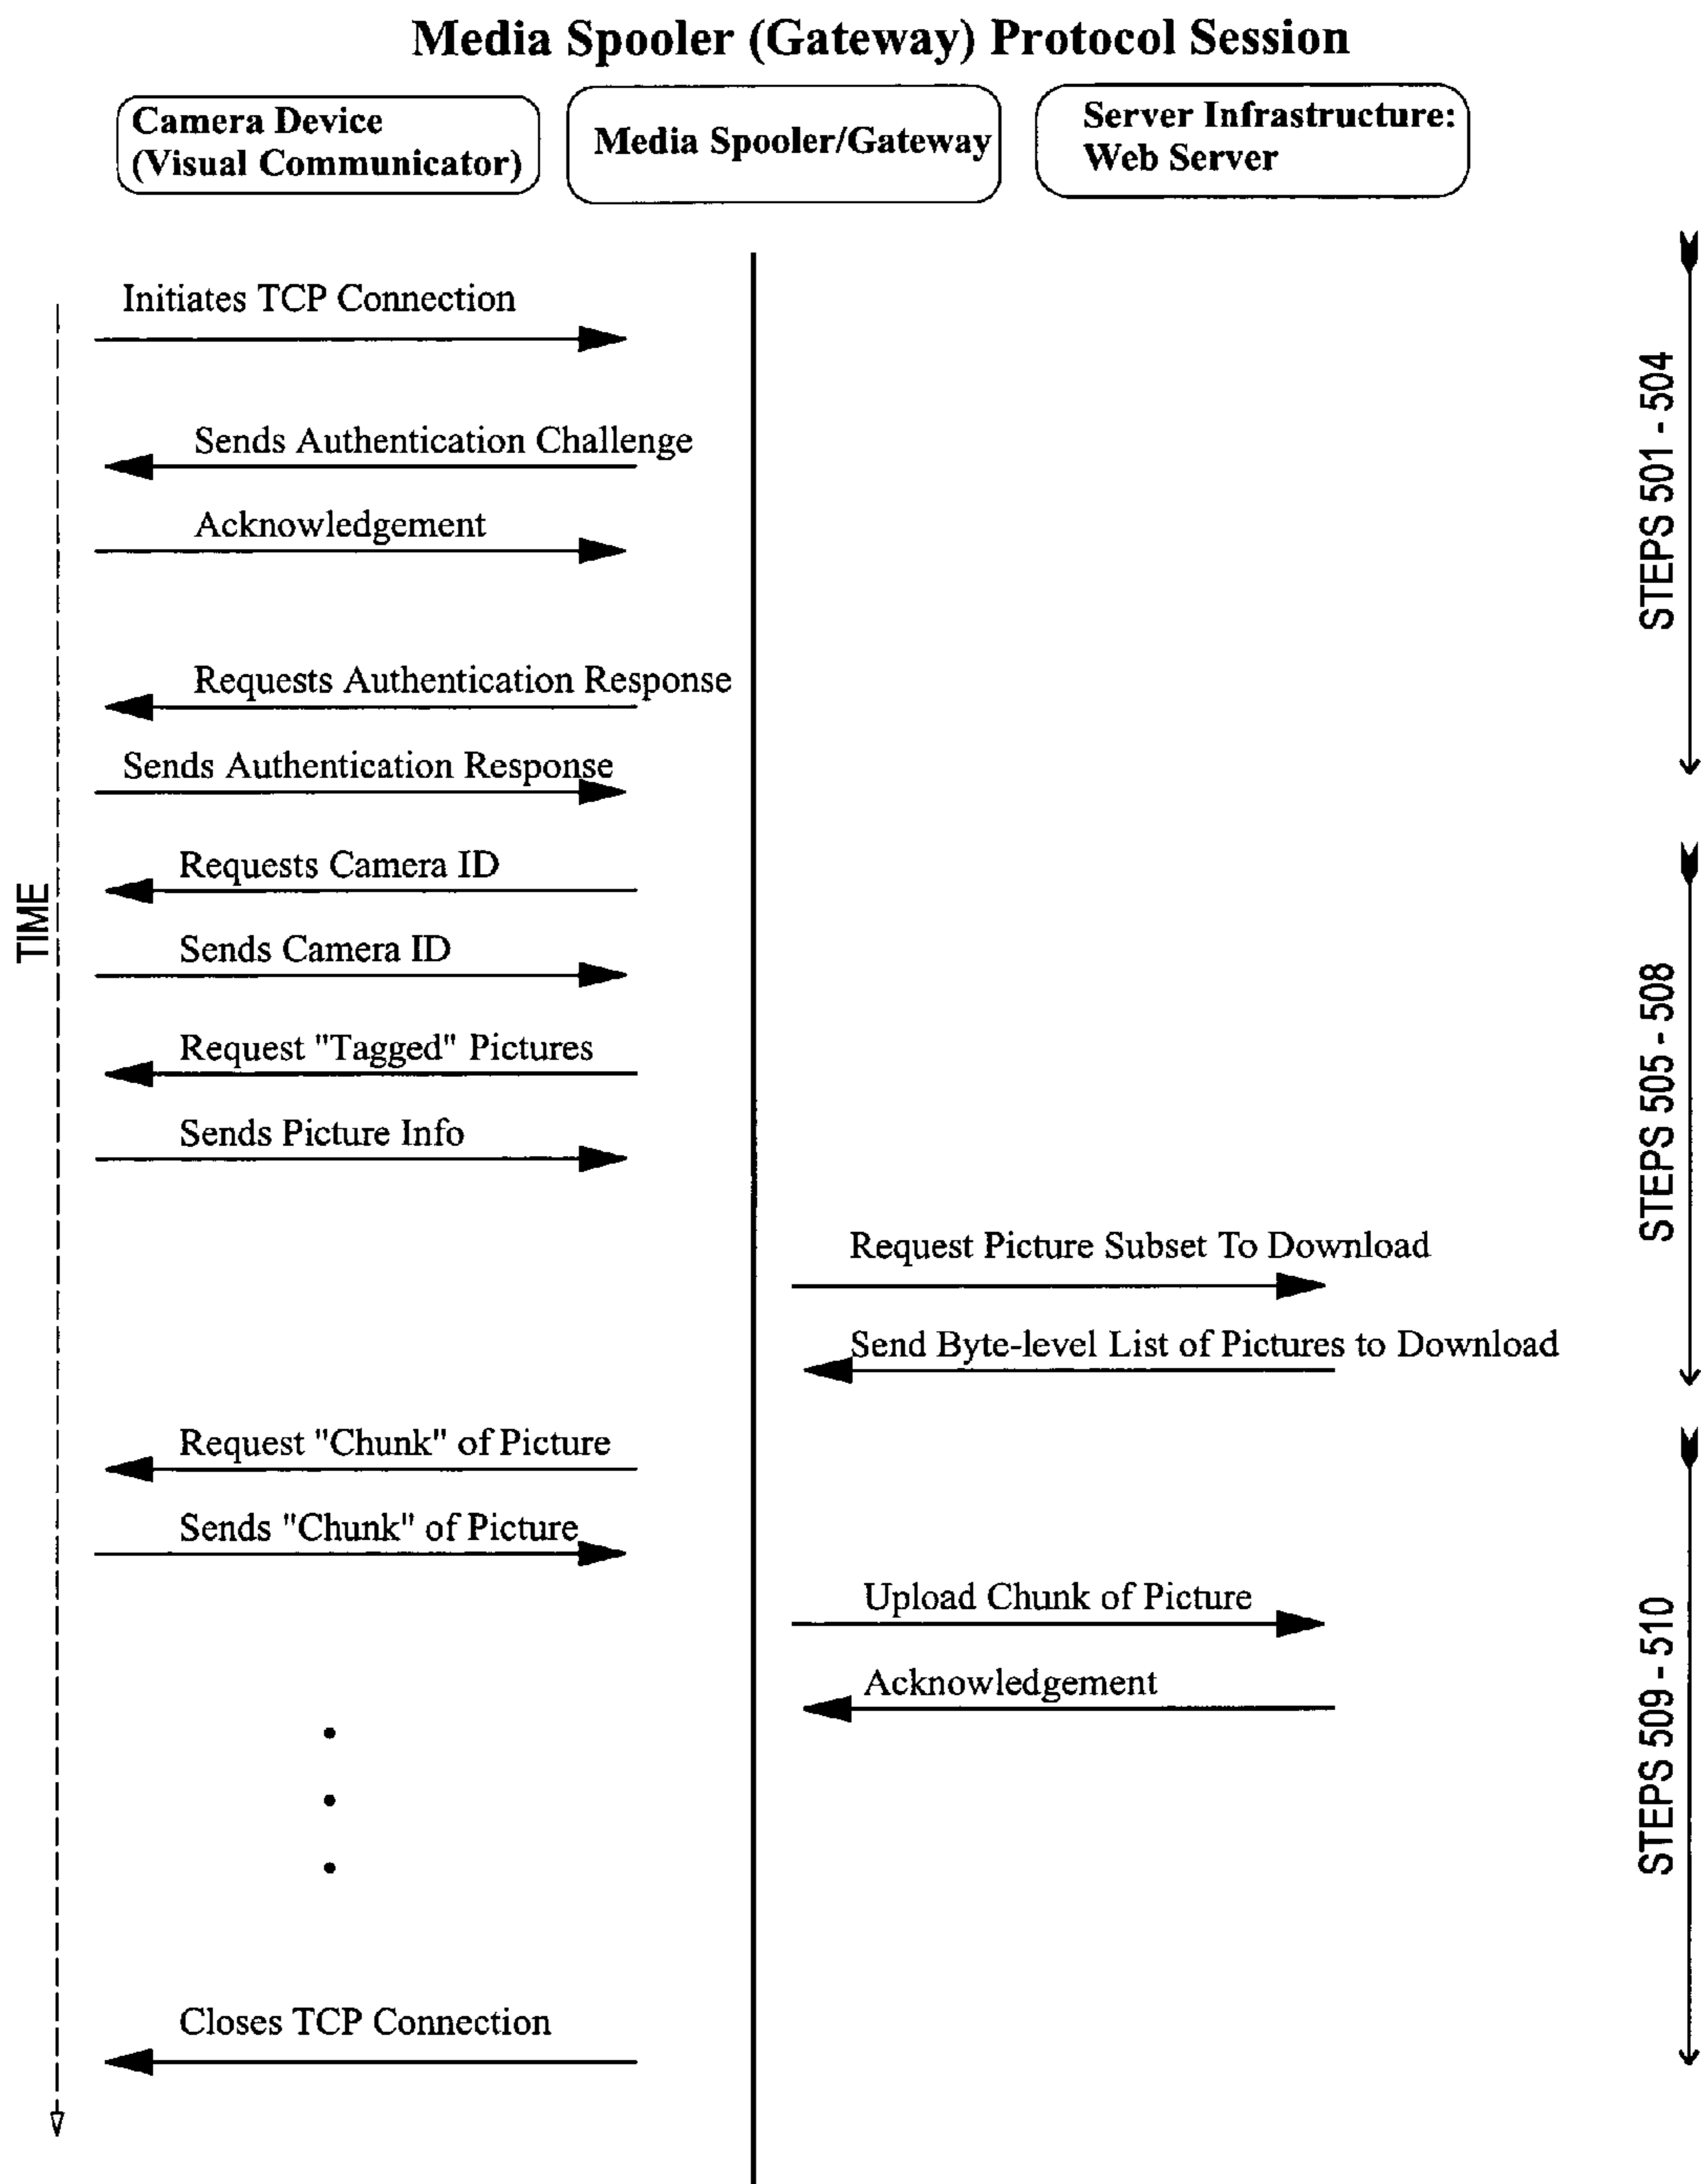 Media Spooler (Gateway) Protocol Session
Camera Device
(Visual Communicator)
Media Spooler/Gateway
Server Infrastructure:
Web Server
Initiates TCP Connection
Sends Authentication Challenge
Acknowledgement
Requests Authentication Response
Sends Authentication Response
Requests Camera ID
Sends Camera ID
Request "Tagged" Pictures
Sends Picture Info
Request Picture Subset To Download
Send Byte-level List of Pictures to Download
Request "Chunk" of Picture
Sends "Chunk" of Picture
Upload Chunk of Picture
Acknowledgement
Closes TCP Connection
TIME
STEPS 501 - 504
STEPS 505 - 508
STEPS 509 - 510